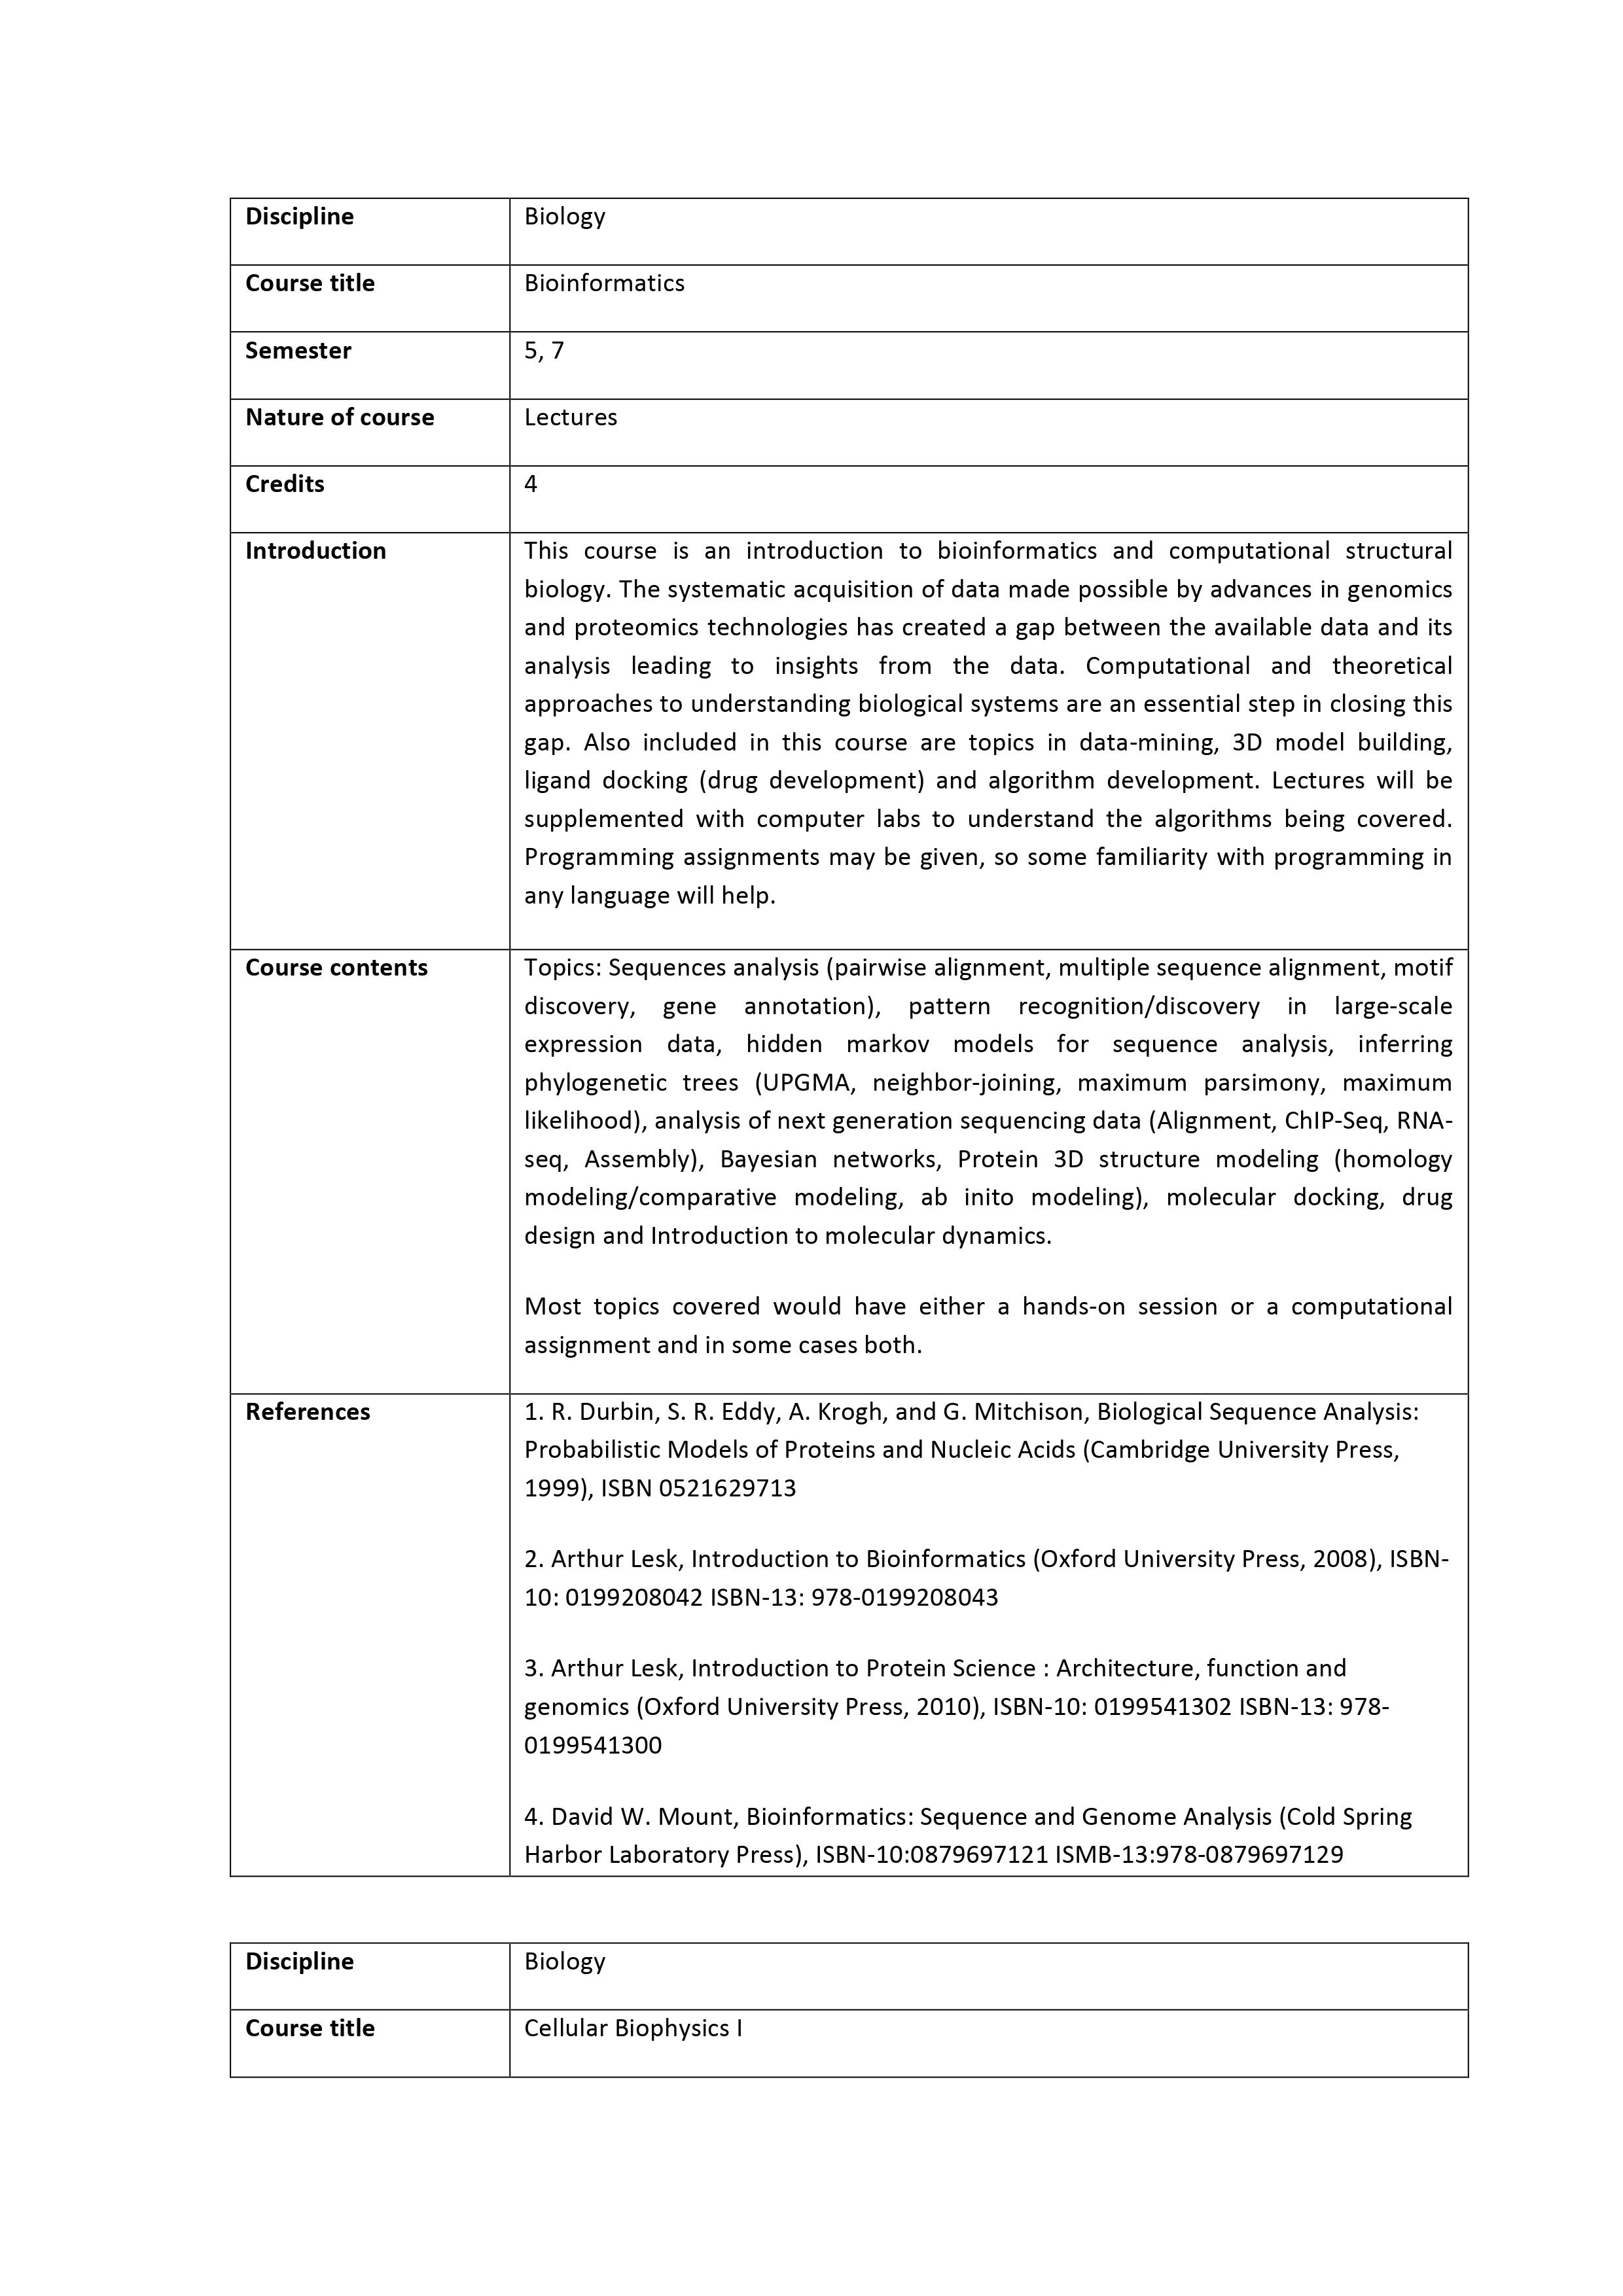 Discipline
Biology
Course title
Bioinformatics
Semester
5, 7
Nature of course
Lectures
Credits
4
Introduction
This course is an introduction to bioinformatics and computational structural
biology. The systematic acquisition of data made possible by advances in genomics
and proteomics technologies has created a gap between the available data and its
analysis leading to insights from the data. Computational and theoretical
approaches to understanding biological systems are an essential step in closing this
gap. Also included in this course are topics in data-mining, 3D model building,
ligand docking (drug development) and algorithm development. Lectures will be
supplemented with computer labs to understand the algorithms being covered.
Programming assignments may be given, so some familiarity with programming in
any language will help.
Course contents
Topics: Sequences analysis (pairwise alignment, multiple sequence alignment, motif
discovery, gene annotation), pattern recognition/discovery in large-scale
expression data, hidden markov models for sequence analysis, inferring
phylogenetic trees (UPGMA, neighbor-joining, maximum parsimony, maximum
likelihood), analysis of next generation sequencing data (Alignment, ChIP-Seq, RNA-
seq, Assembly), Bayesian networks, Protein 3D structure modeling (homology
modeling/comparative modeling, ab inito modeling), molecular docking, drug
design and Introduction to molecular dynamics.
Most topics covered would have either a hands-on session or a computational
assignment and in some cases both.
References
1. R. Durbin, S. R. Eddy, A. Krogh, and G. Mitchison, Biological Sequence Analysis:
Probabilistic Models of Proteins and Nucleic Acids (Cambridge University Press,
1999), ISBN 0521629713
2. Arthur Lesk, Introduction to Bioinformatics (Oxford University Press, 2008), ISBN-
10: 0199208042 ISBN-13: 978-0199208043
3. Arthur Lesk, Introduction to Protein Science : Architecture, function and
genomics (Oxford University Press, 2010), ISBN-10: 0199541302 ISBN-13: 978-
0199541300
4. David W. Mount, Bioinformatics: Sequence and Genome Analysis (Cold Spring
Harbor Laboratory Press), ISBN-10:0879697121 ISMB-13:978-0879697129
Discipline
Biology
Course title
Cellular Biophysics I